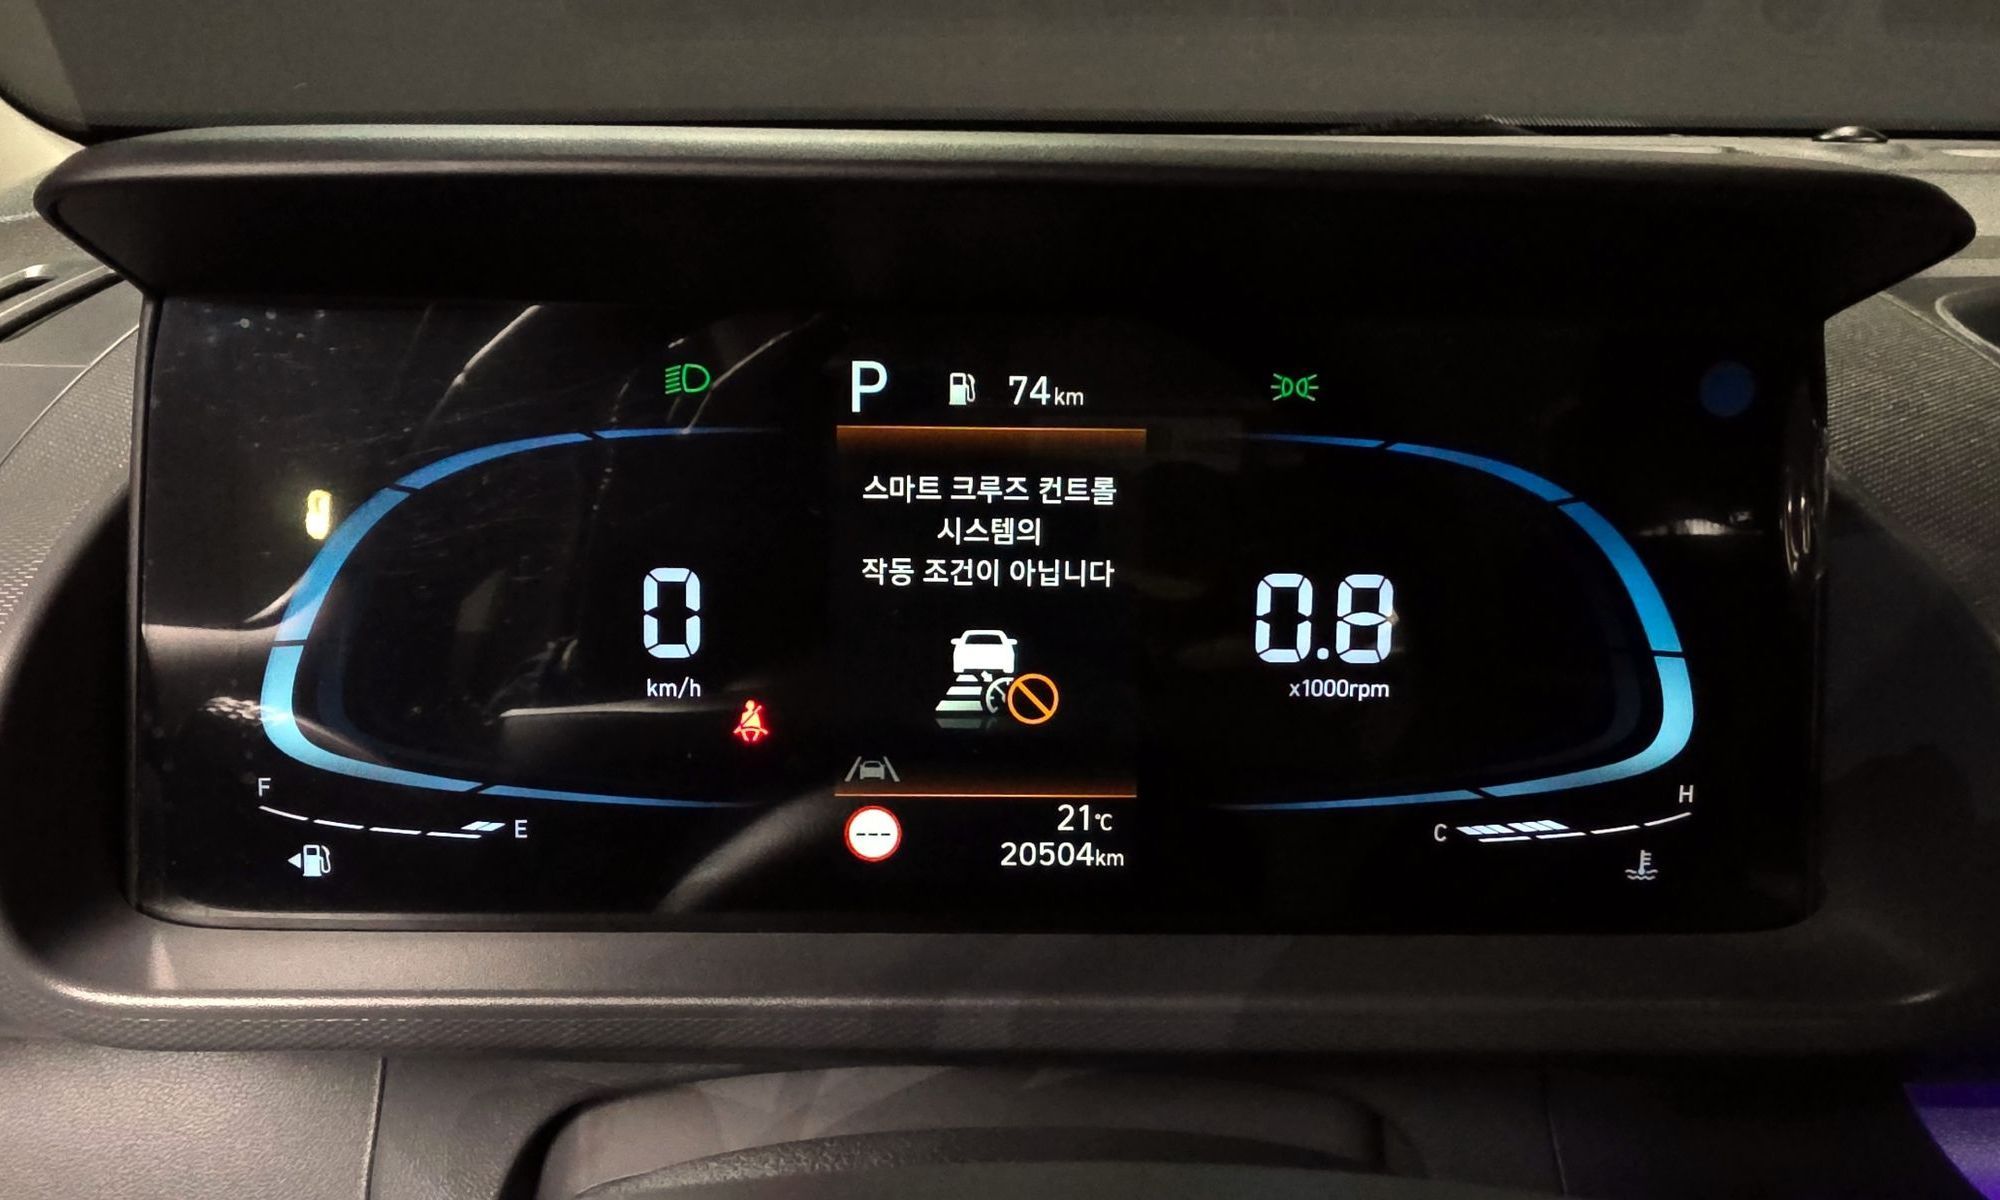 P 74km
스마트 크루즈 컨트롤
시스템의
작동 조건이 아닙니다
0
km/h
0.8
x1000rpm
F
E
---
21℃
20504km
C
H